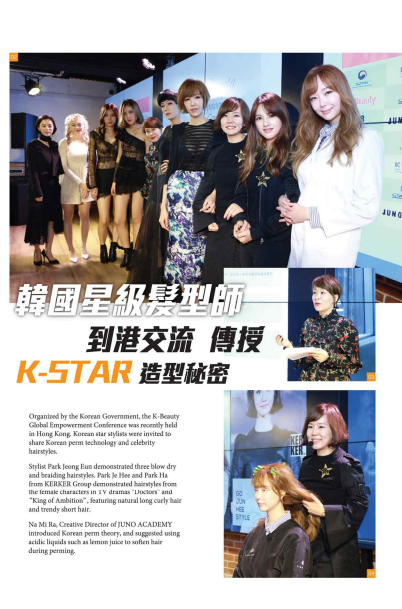 韓國星級髮型師
到港交流 傳授
K-STAR 造型秘密
Organized by the Korean Government, the K-Beauty
Global Empowerment Conference was recently held
in Hong Kong. Korean star stylists were invited to
share Korean perm technology and celebrity
hairstyles.
Stylist Park Jeong Eun demonstrated three blow dry
and braiding hairstyles. Park Je Hee and Park Ha
from KERKER Group demonstrated hairstyles from
the female characters in TV dramas "Doctors" and
"King of Ambition", featuring natural long curly hair
and trendy short hair.
Na Mi Ra, Creative Director of JUNO ACADEMY
introduced Korean perm theory, and suggested using
acidic liquids such as lemon juice to soften hair
during perming.
KER
KER
GO
JUN
HEE
STYLE